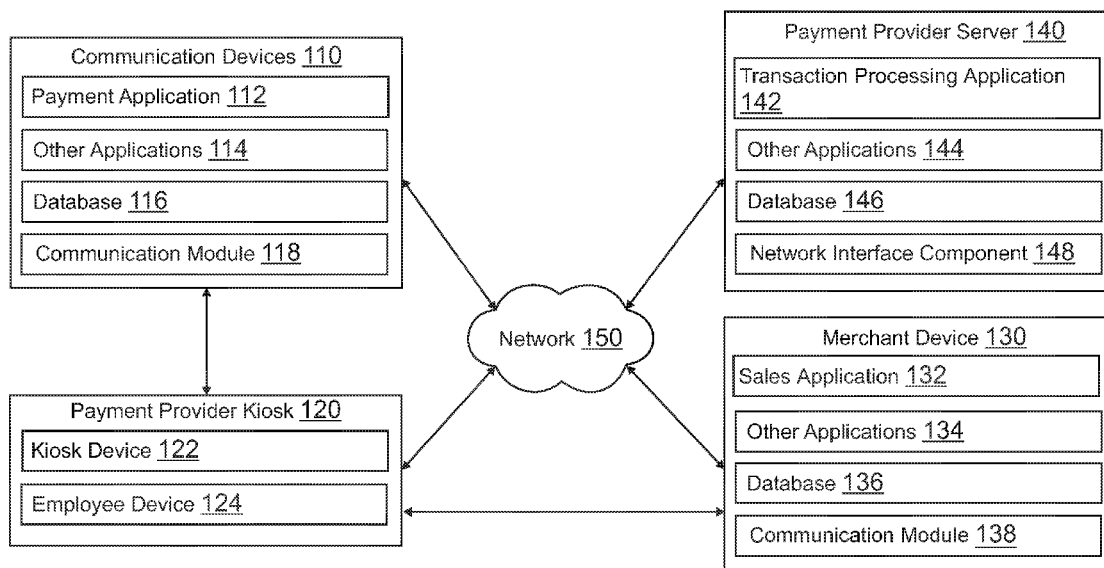 Communication Devices 110
Payment Application 112
Other Applications 114
Database 116
Communication Module 118
Payment Provider Server 140
Transaction Processing Application
142
Other Applications 144
Database 146
Network Interface Component 148
Network 150
Payment Provider Kiosk 120
Kiosk Device 122
Employee Device 124
Merchant Device 130
Sales Application 132
Other Applications 134
Database 136
Communication Module 138